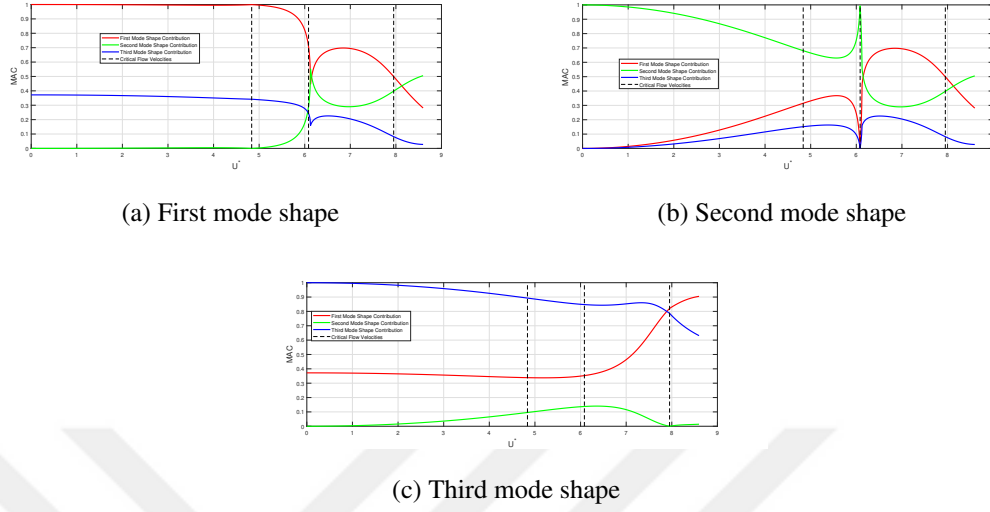 1
0.9
0.8
0.7
0.6
0.5
0.4
0.3
0.2
0.1
0
MAC
First Mode Shape Contribution
Second Mode Shape Contribution
Third Mode Shape Contribution
Critical Flow Velocities
0 1 2 3 4 5 6 7 8 9
U*
(a) First mode shape
1
0.9
0.8
0.7
0.6
0.5
0.4
0.3
0.2
0.1
0
MAC
First Mode Shape Contribution
Second Mode Shape Contribution
Third Mode Shape Contribution
Critical Flow Velocities
0 1 2 3 4 5 6 7 8
U*
(b) Second mode shape
1
0.9
0.8
0.7
0.6
0.5
0.4
0.3
0.2
0.1
0
MAC
First Mode Shape Contribution
Second Mode Shape Contribution
Third Mode Shape Contribution
Critical Flow Velocities
0 1 2 3 4 5 6 7 8 9
U*
(c) Third mode shape